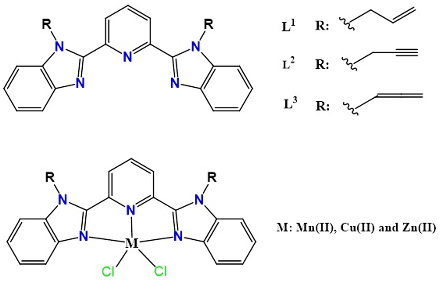 R R
N N
N
N N
L¹ R:
L² R:
L³ R:
R R
N N
N
N N
M
Cl Cl
M: Mn(II), Cu(II) and Zn(II)